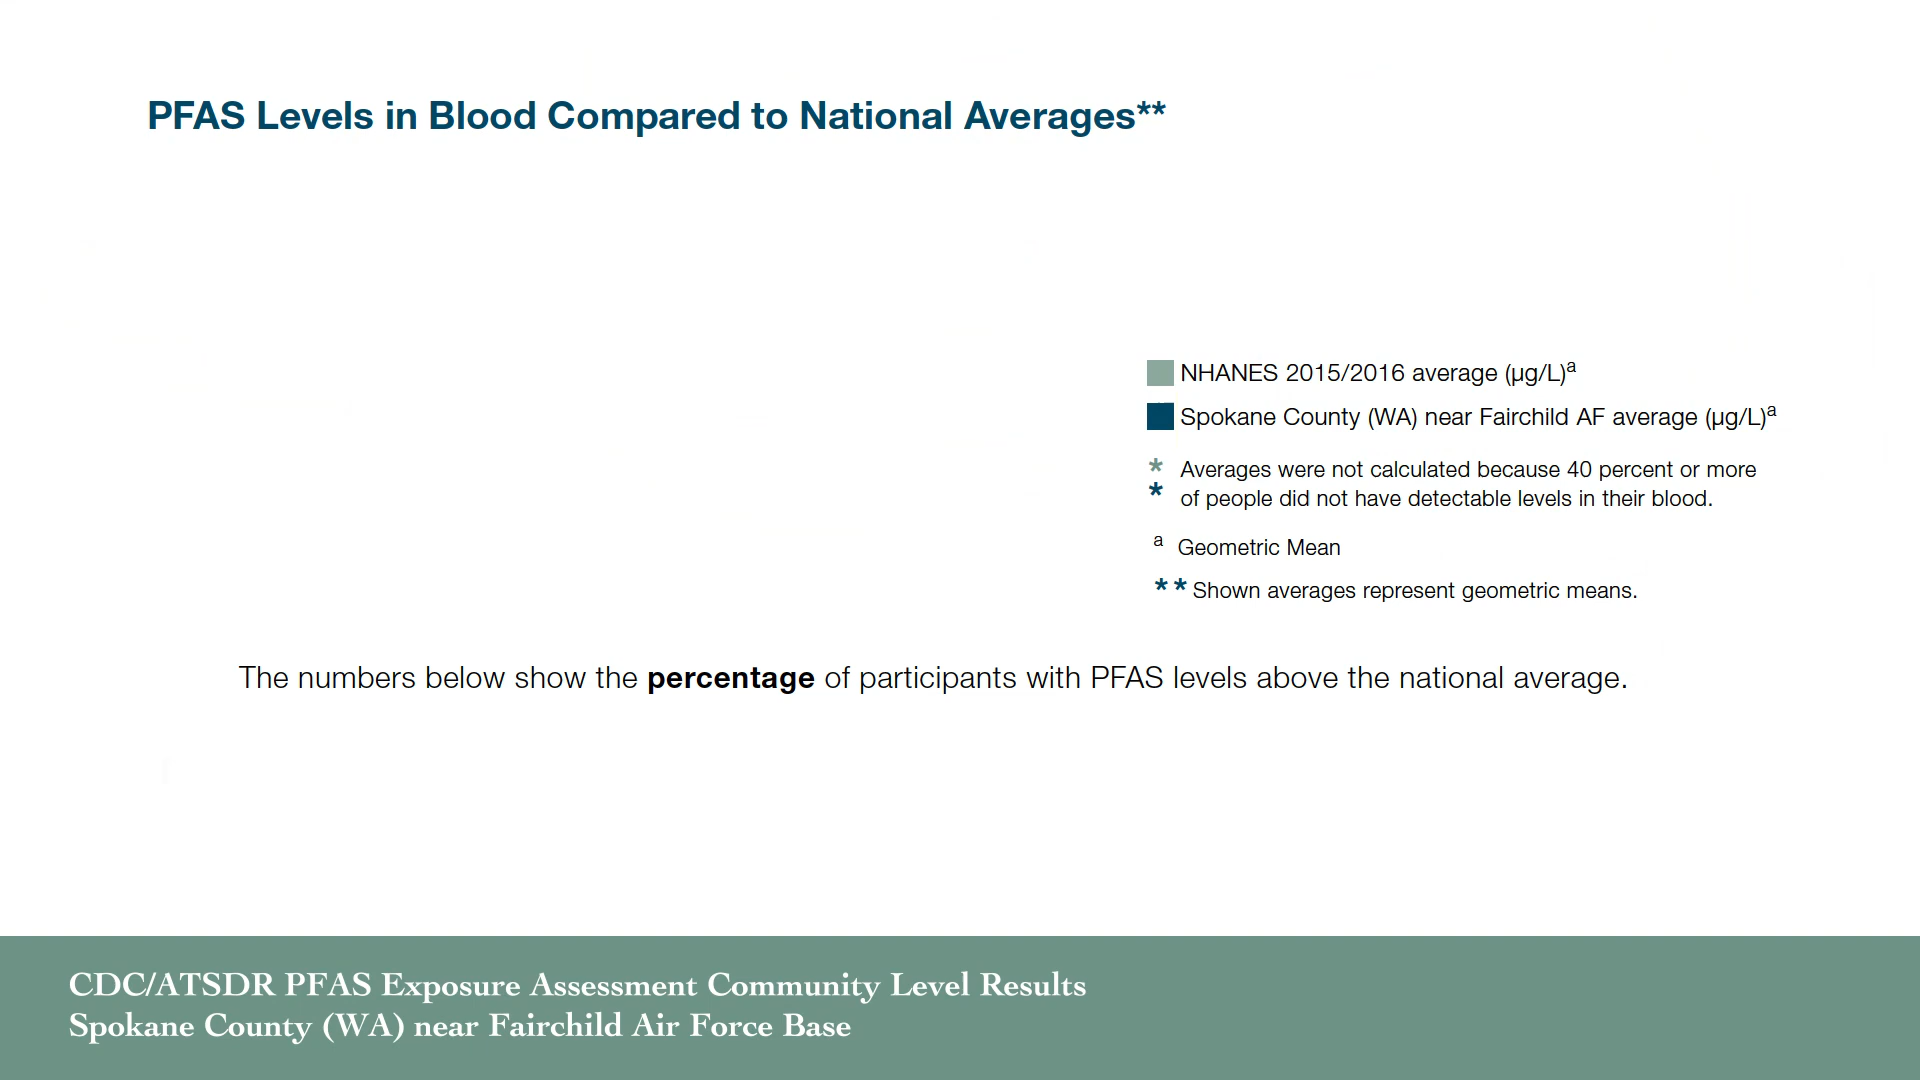 PFAS Levels in Blood Compared to National Averages**
NHANES 2015/2016 average (µg/L)a
Spokane County (WA) near Fairchild AF average (µg/L)a
* Averages were not calculated because 40 percent or more
* of people did not have detectable levels in their blood.
a Geometric Mean
** Shown averages represent geometric means.
The numbers below show the percentage of participants with PFAS levels above the national average.
CDC/ATSDR PFAS Exposure Assessment Community Level Results
Spokane County (WA) near Fairchild Air Force Base